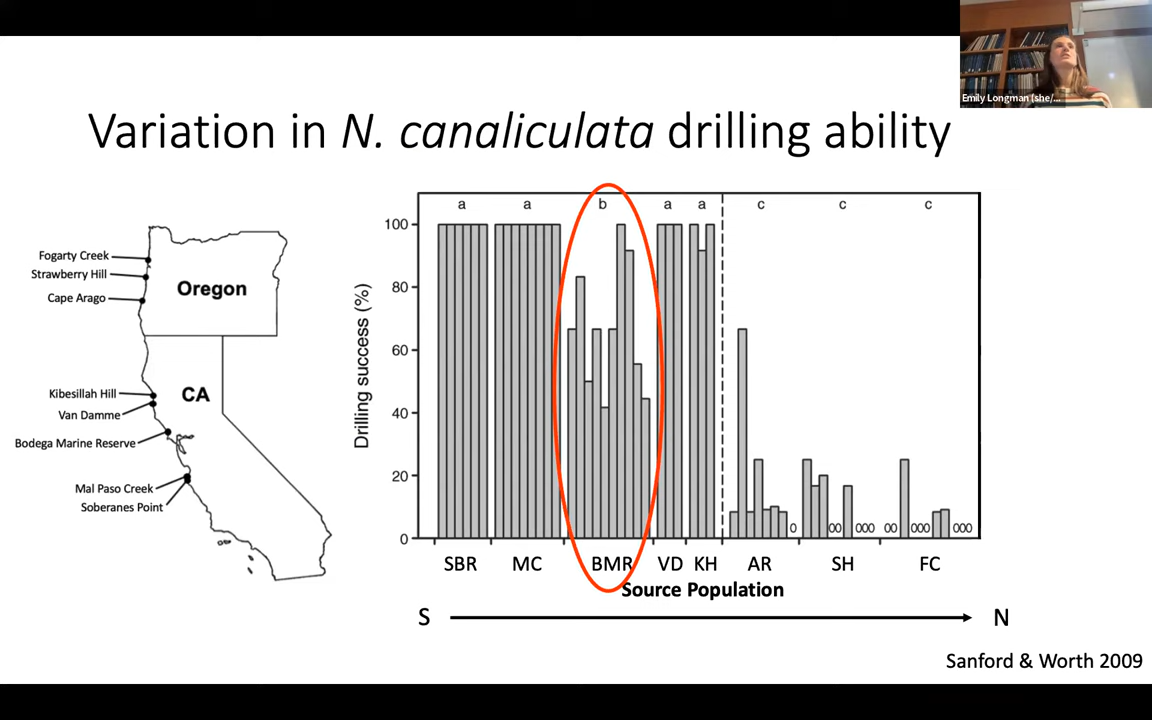 Emily Longman (she/...
Variation in N. canaliculata drilling ability
Fogarty Creek
Strawberry Hill
Cape Arago
Oregon
Kibesillah Hill
Van Damme
CA
Bodega Marine Reserve
Mal Paso Creek
Soberanes Point
a a b a a c c c
100
80
60
40
20
0
Drilling success (%)
0 00 000 00 000 000
SBR MC BMR VD KH AR SH FC
Source Population
S N
Sanford & Worth 2009